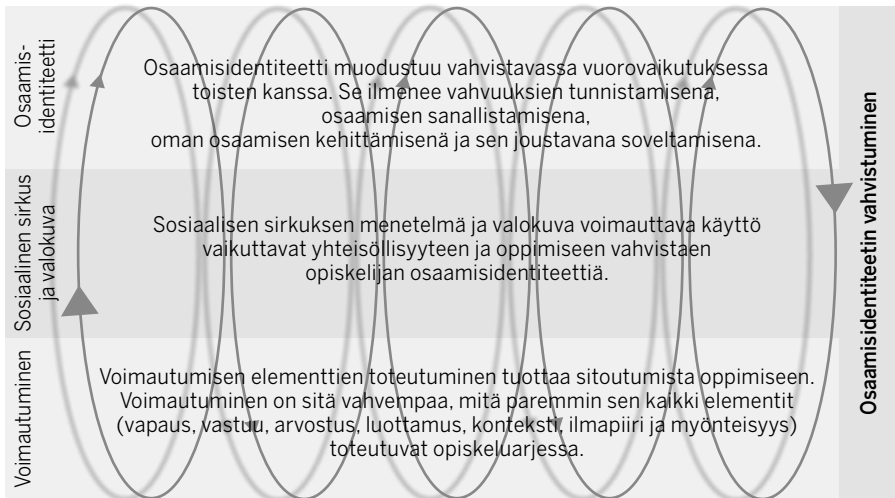 Osaamis-
identiteetti
Osaamisidentiteetti muodostuu vahvistavassa vuorovaikutuksessa
toisten kanssa. Se ilmenee vahvuuksien tunnistamisena,
osaamisen sanallistamisena,
oman osaamisen kehittämisenä ja sen joustavana soveltamisena.
Sosiaalinen sirkus
ja valokuva
Sosiaalisen sirkuksen menetelmä ja valokuva voimauttava käyttö
vaikuttavat yhteisöllisyyteen ja oppimiseen vahvistaen
opiskelijan osaamisidentiteettiä.
Voimautuminen
Voimautumisen elementtien toteutuminen tuottaa sitoutumista oppimiseen.
Voimautuminen on sitä vahvempaa, mitä paremmin sen kaikki elementit
(vapaus, vastuu, arvostus, luottamus, konteksti, ilmapiiri ja myönteisyys)
toteutuvat opiskeluarjessa.
Osaamisidentiteetin vahvistuminen